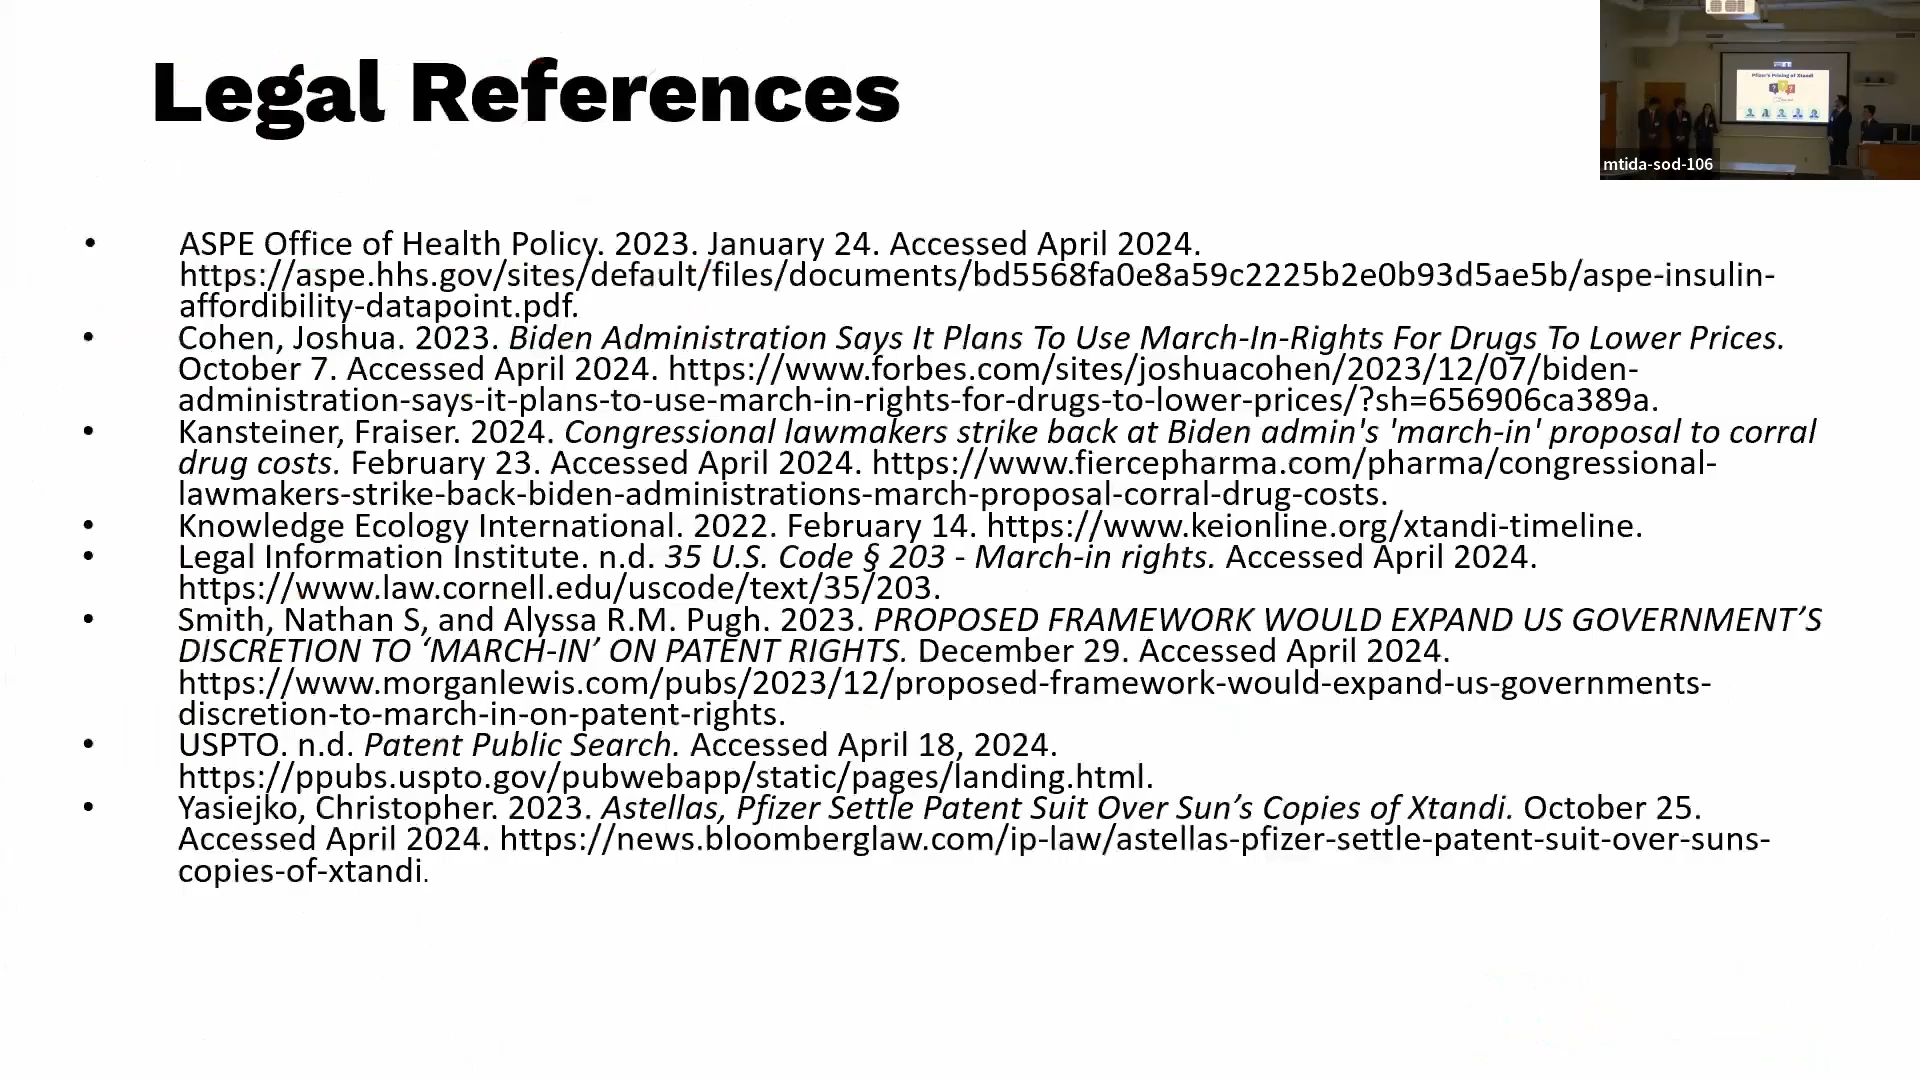 Legal References
Pfizer's Pricing of Xtandi
mtida-sod-106
• ASPE Office of Health Policy. 2023. January 24. Accessed April 2024.
https://aspe.hhs.gov/sites/default/files/documents/bd5568fa0e8a59c2225b2e0b93d5ae5b/aspe-insulin-
affordibility-datapoint.pdf.
• Cohen, Joshua. 2023. Biden Administration Says It Plans To Use March-In-Rights For Drugs To Lower Prices.
October 7. Accessed April 2024. https://www.forbes.com/sites/joshuacohen/2023/12/07/biden-
administration-says-it-plans-to-use-march-in-rights-for-drugs-to-lower-prices/?sh=656906ca389a.
• Kansteiner, Fraiser. 2024. Congressional lawmakers strike back at Biden admin's 'march-in' proposal to corral
drug costs. February 23. Accessed April 2024. https://www.fiercepharma.com/pharma/congressional-
lawmakers-strike-back-biden-administrations-march-proposal-corral-drug-costs.
• Knowledge Ecology International. 2022. February 14. https://www.keionline.org/xtandi-timeline.
• Legal Information Institute. n.d. 35 U.S. Code § 203 - March-in rights. Accessed April 2024.
https://www.law.cornell.edu/uscode/text/35/203.
• Smith, Nathan S, and Alyssa R.M. Pugh. 2023. PROPOSED FRAMEWORK WOULD EXPAND US GOVERNMENT’S
DISCRETION TO ‘MARCH-IN’ ON PATENT RIGHTS. December 29. Accessed April 2024.
https://www.morganlewis.com/pubs/2023/12/proposed-framework-would-expand-us-governments-
discretion-to-march-in-on-patent-rights.
• USPTO. n.d. Patent Public Search. Accessed April 18, 2024.
https://ppubs.uspto.gov/pubwebapp/static/pages/landing.html.
• Yasiejko, Christopher. 2023. Astellas, Pfizer Settle Patent Suit Over Sun’s Copies of Xtandi. October 25.
Accessed April 2024. https://news.bloomberglaw.com/ip-law/astellas-pfizer-settle-patent-suit-over-suns-
copies-of-xtandi.